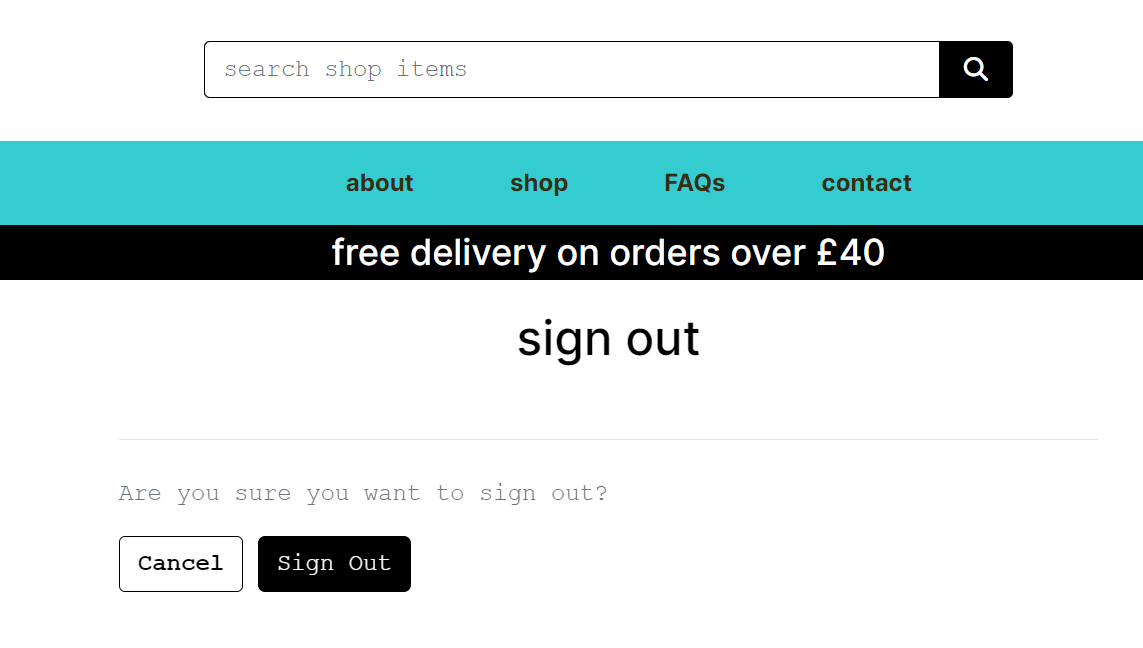 search shop items
about shop FAQs contact
free delivery on orders over £40
sign out
Are you sure you want to sign out?
Cancel Sign Out